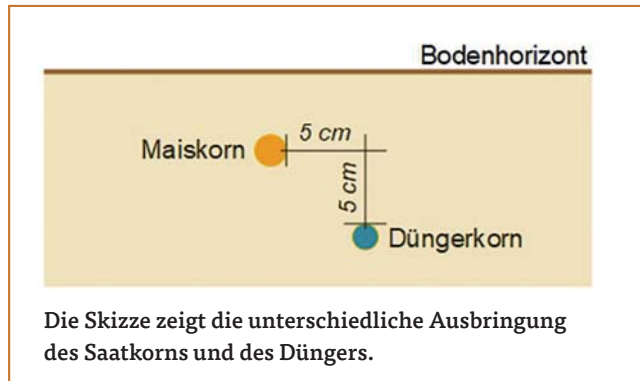 Bodenhorizont
5 cm
Maiskorn
5 cm
Düngerkorn
Die Skizze zeigt die unterschiedliche Ausbringung
des Saatkorns und des Düngers.